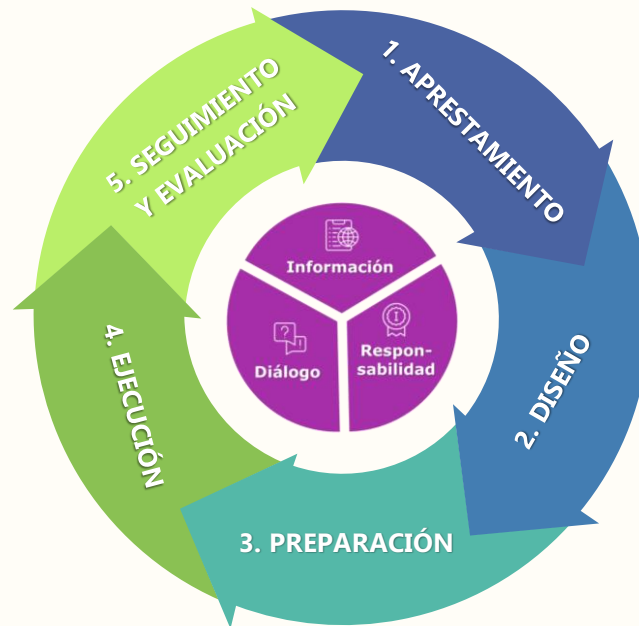 1. APRESTAMIENTO
2. DISEÑO
3. PREPARACIÓN
4. EJECUCIÓN
5. SEGUIMIENTO
Y EVALUACIÓN
Información
Diálogo
Respon-
sabilidad